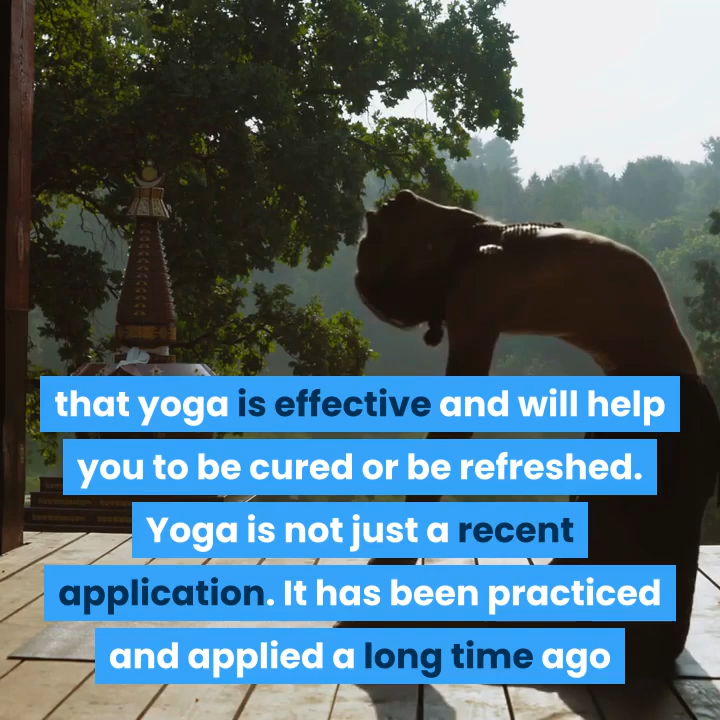 that yoga is effective and will help
you to be cured or be refreshed.
Yoga is not just a recent
application. It has been practiced
and applied a long time ago